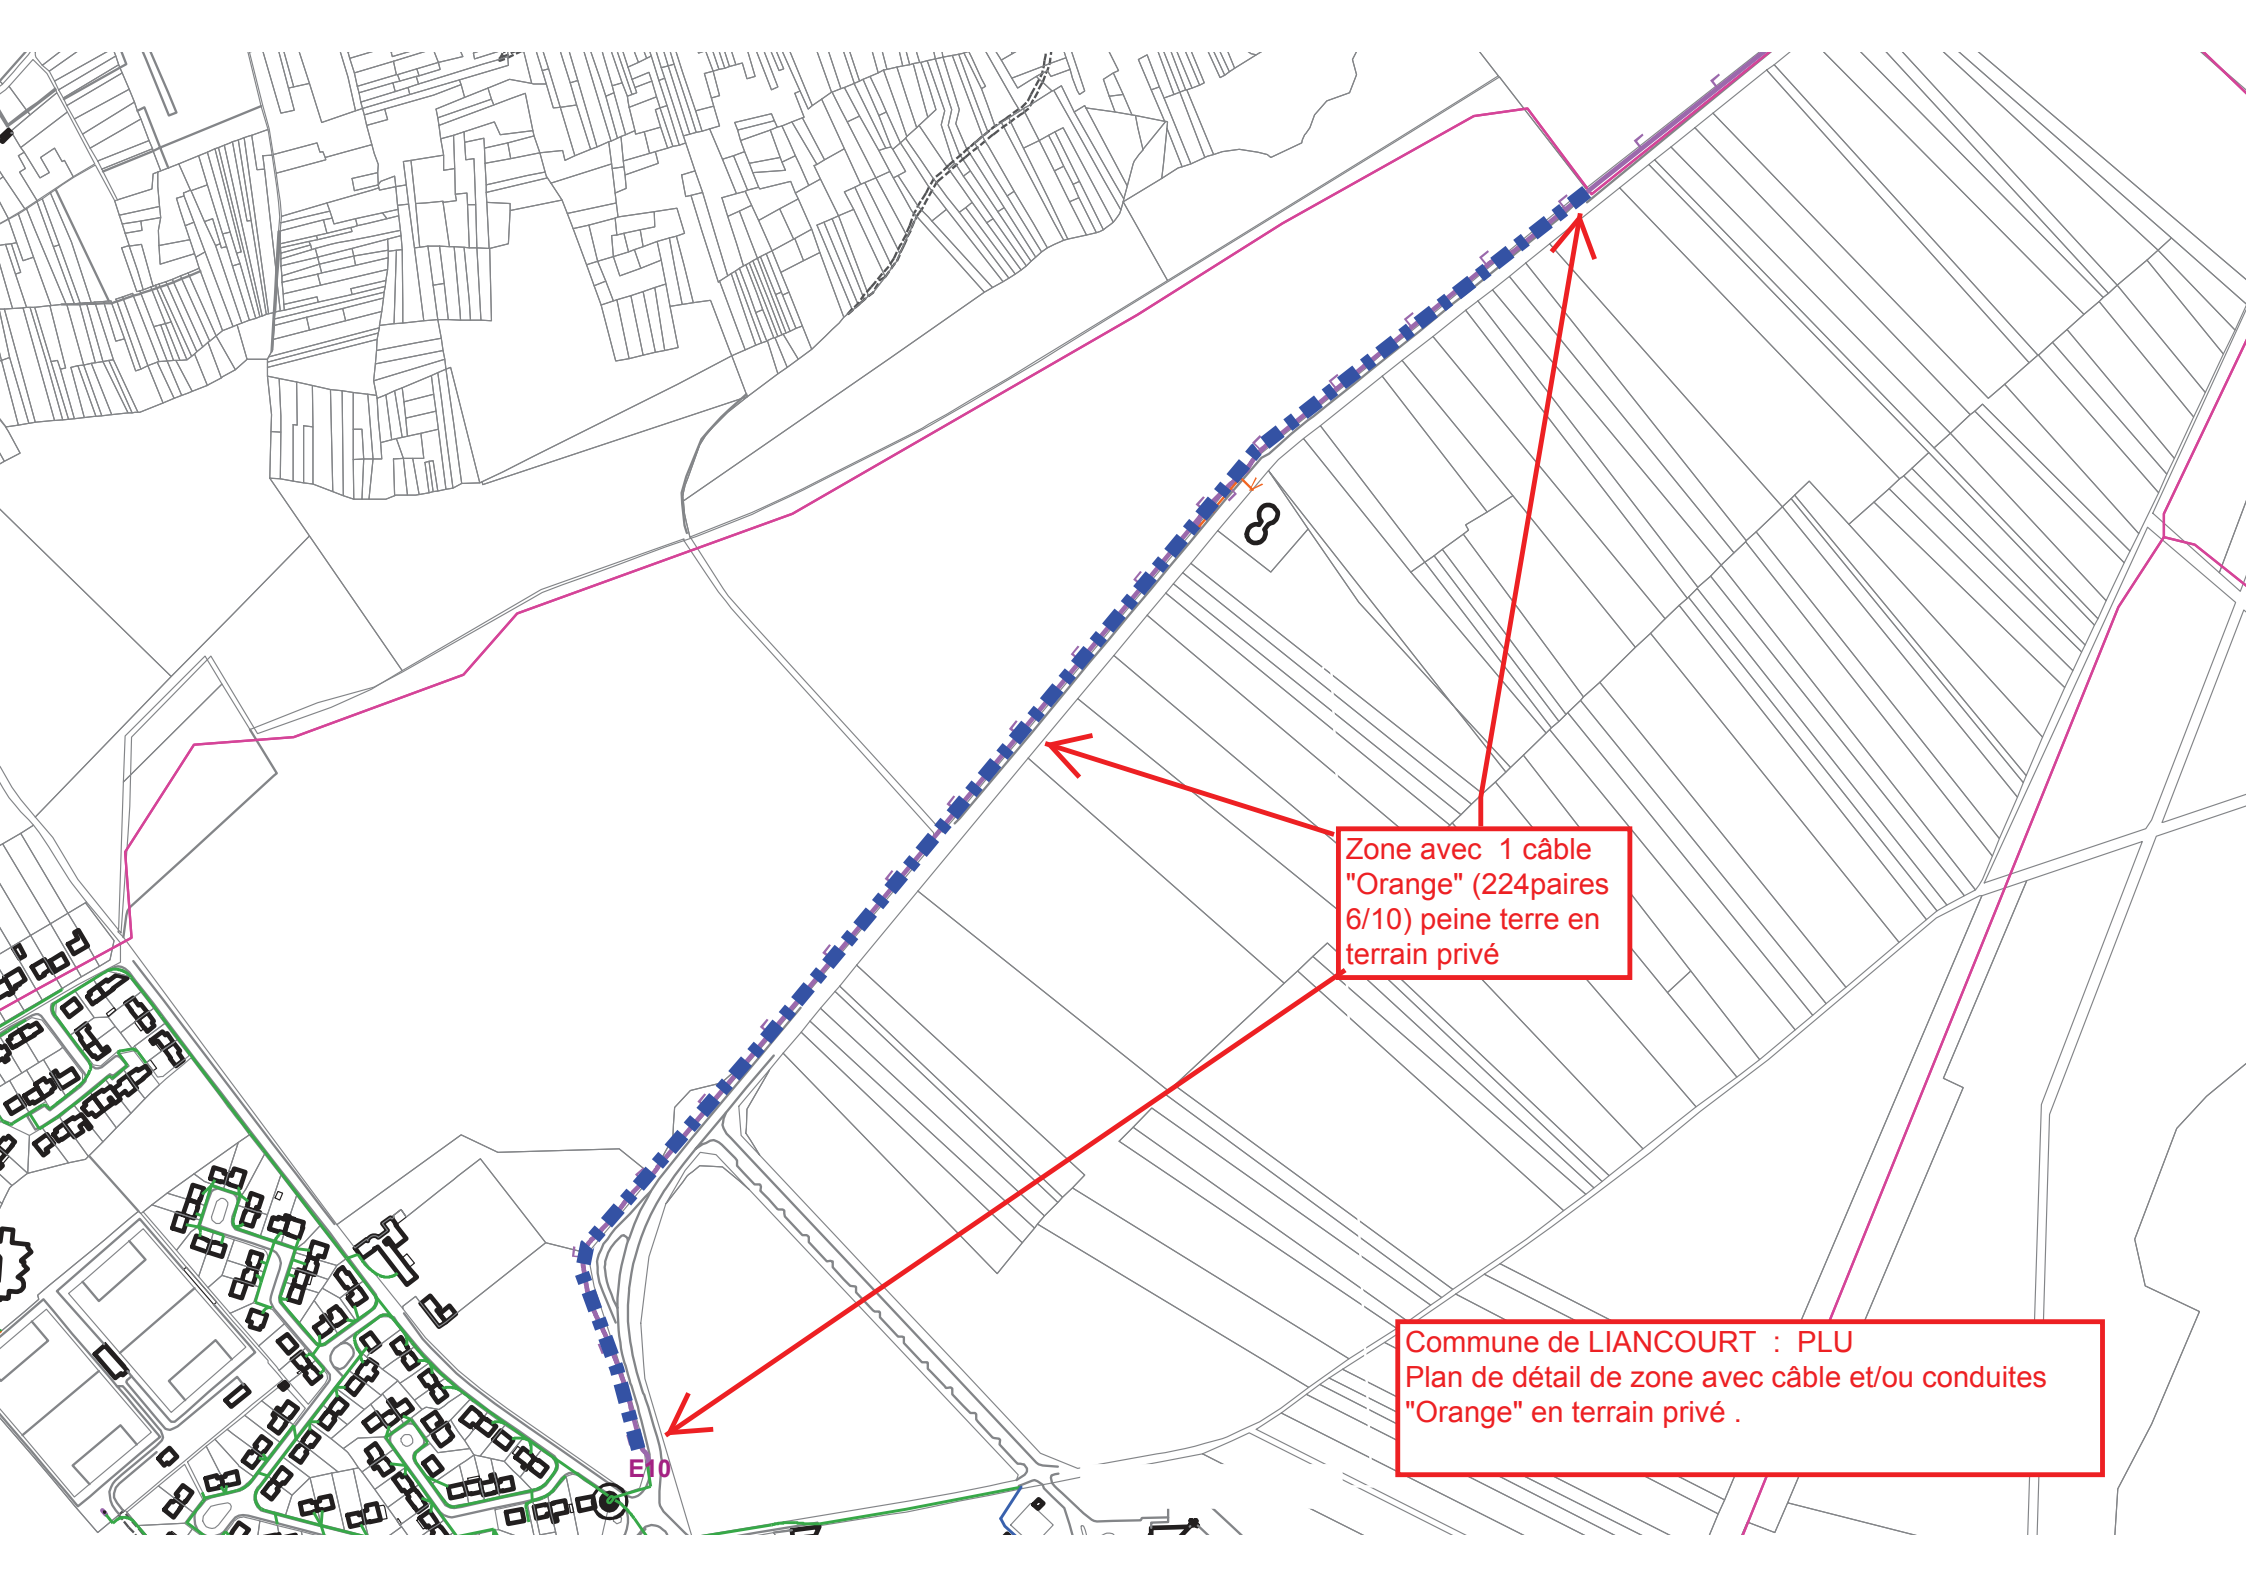 Zone avec  1 câble
"Orange" (224paires
6/10) peine terre en
terrain privé
Commune de LIANCOURT  :  PLU
Plan de détail de zone avec câble et/ou conduites
"Orange" en terrain privé .
E10